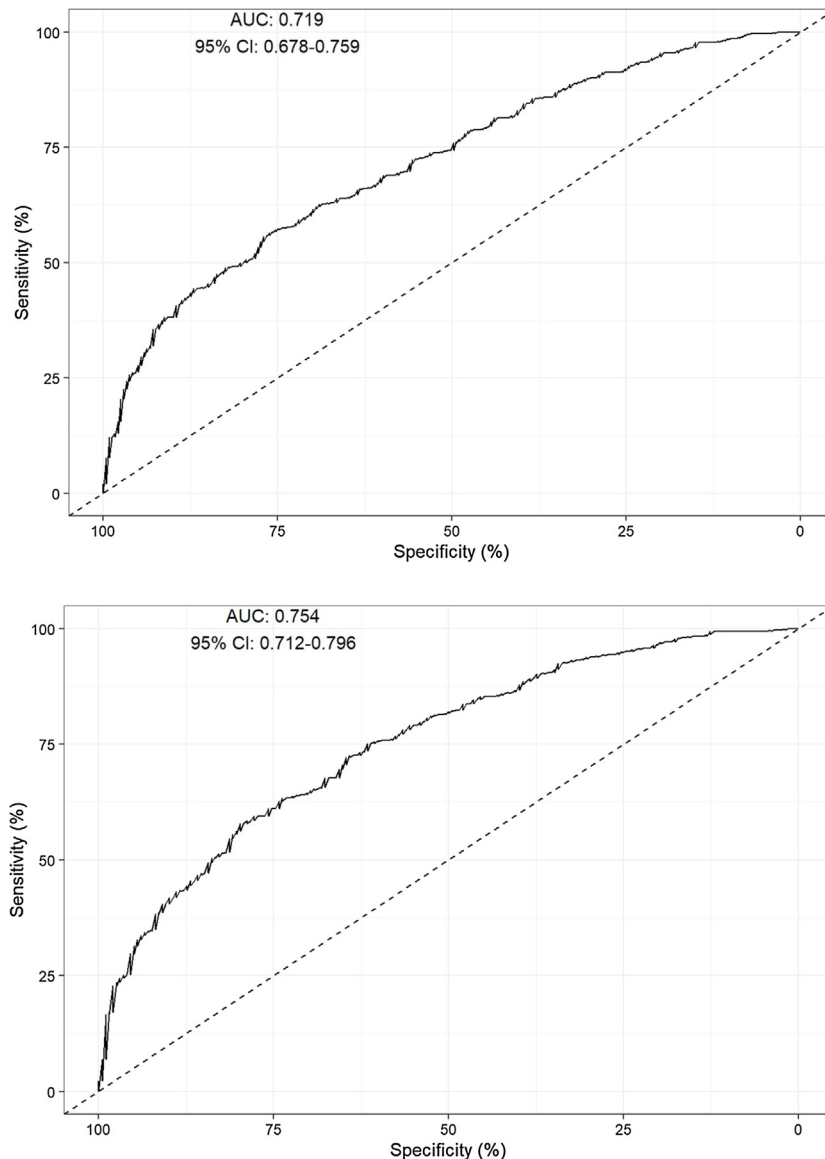 AUC: 0.719
95% CI: 0.678-0.759
100
75
50
25
0
Sensitivity (%)
100 75 50 25 0
Specificity (%)
AUC: 0.754
95% CI: 0.712-0.796
100
75
50
25
0
Sensitivity (%)
100 75 50 25 0
Specificity (%)